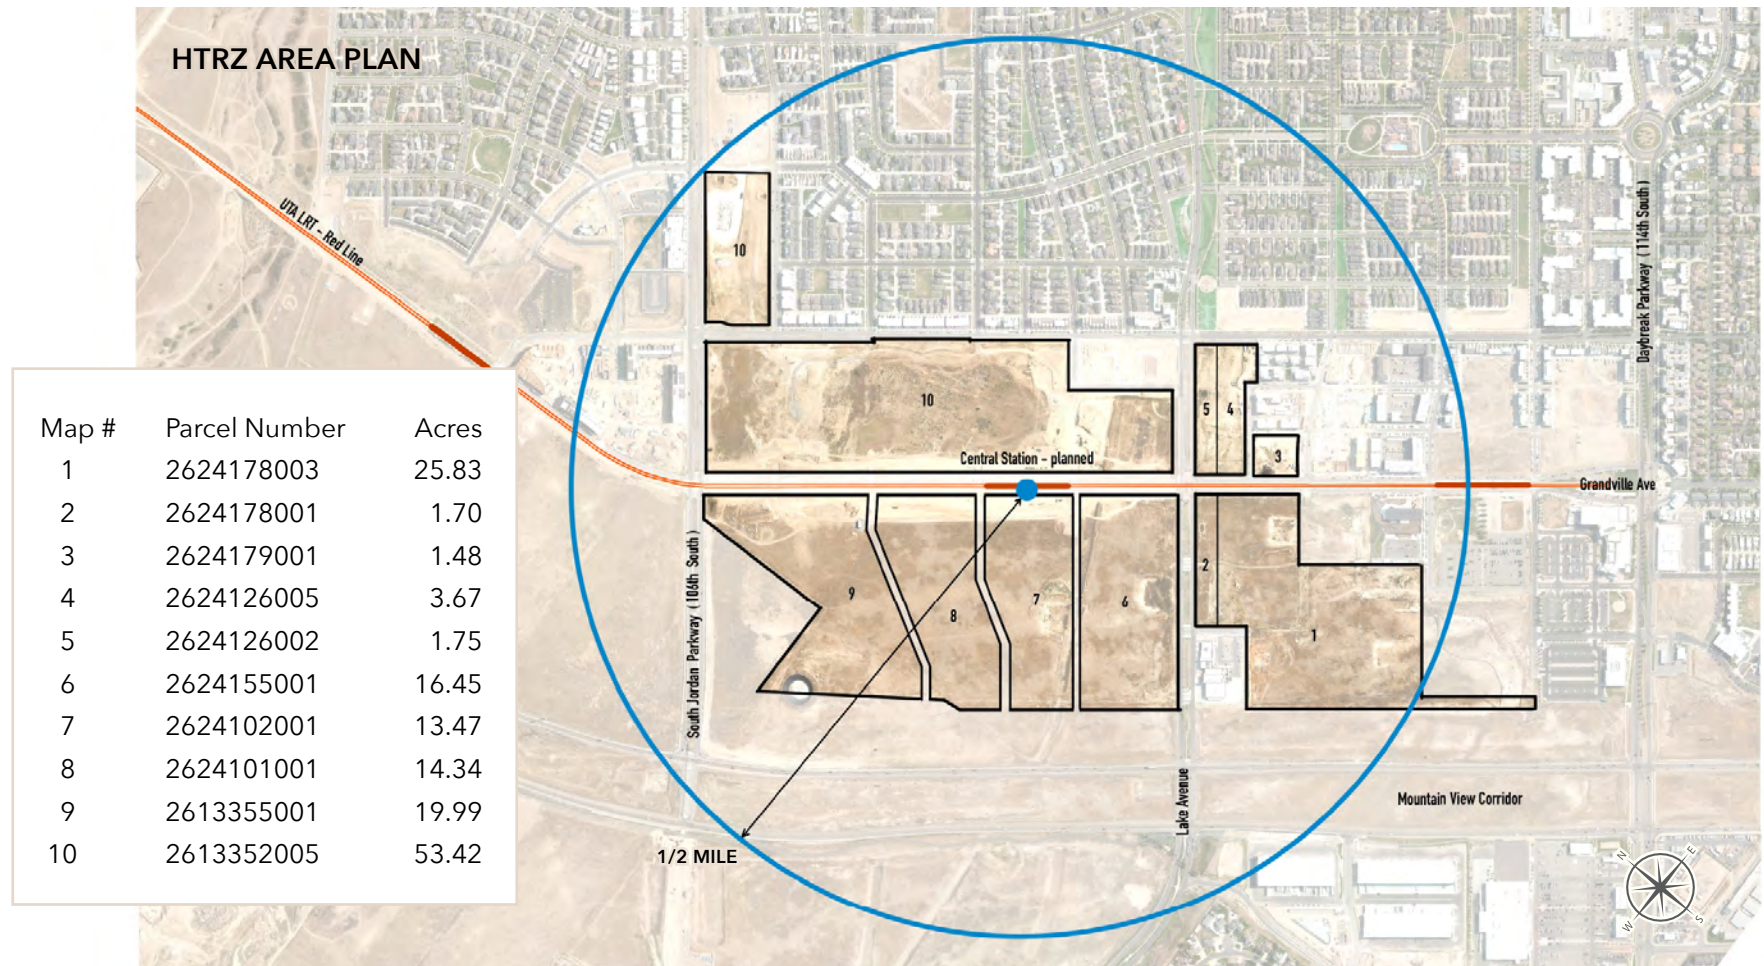 HTRZ AREA PLAN
UTA LRT - Red Line
10
Daybreak Parkway (114th South)
10
5
4
3
Central Station - planned
Grandville Ave
Map # Parcel Number Acres
1 2624178003 25.83
2 2624178001 1.70
3 2624179001 1.48
4 2624126005 3.67
5 2624126002 1.75
6 2624155001 16.45
7 2624102001 13.47
8 2624101001 14.34
9 2613355001 19.99
10 2613352005 53.42
South Jordan Parkway (106th South)
9
8
7
6
2
1
Lake Avenue
Mountain View Corridor
1/2 MILE
N
E
W
S